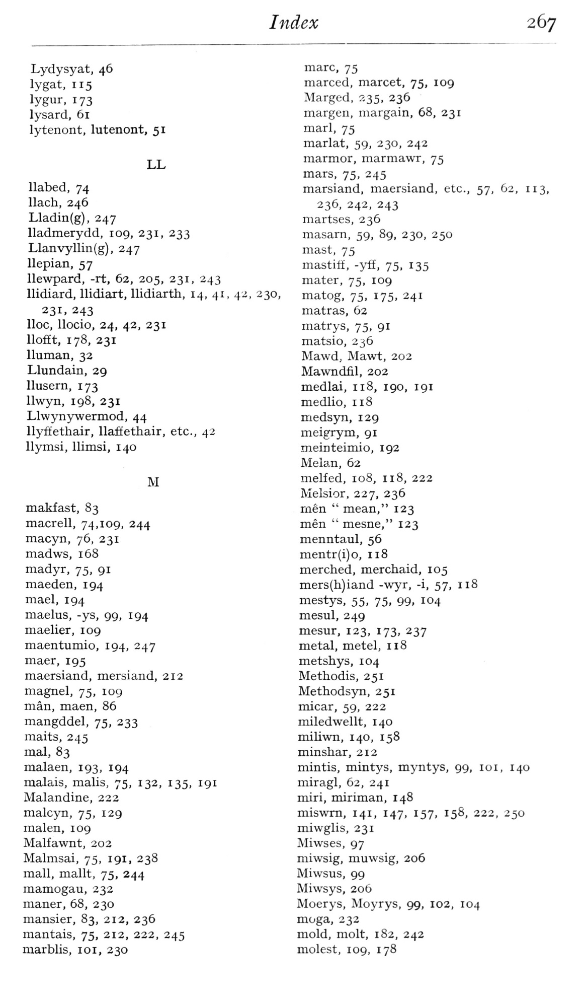 Index 267
Lydysyat, 46
lygat, 115
lygur, 173
lysard, 61
lytenont, lutenont, 51
LL
llabed, 74
llach, 246
Lladin(g), 247
lladmerydd, 109, 231, 233
Llanvyllin(g), 247
llepian, 57
llewpard, -rt, 62, 205, 231, 243
llidiard, llidiart, llidiarth, 14, 41, 42, 230,
231, 243
lloc, llocio, 24, 42, 231
llofft, 178, 231
lluman, 32
Llundain, 29
llusern, 173
llwyn, 198, 231
Llwynywermod, 44
llyffethair, llaffethair, etc., 42
llymsi, llimsi, 140
M
makfast, 83
macrell, 74,109, 244
macyn, 76, 231
madws, 168
madyr, 75, 91
maeden, 194
mael, 194
maelus, -ys, 99, 194
maelier, 109
maentumio, 194, 247
maer, 195
maersiand, mersiand, 212
magnel, 75, 109
mân, maen, 86
mangddel, 75, 233
maits, 245
mal, 83
malaen, 193, 194
malais, malis, 75, 132, 135, 191
Malandine, 222
malcyn, 75, 129
malen, 109
Malfawnt, 202
Malmsai, 75, 191, 238
mall, mallt, 75, 244
mamogau, 232
maner, 68, 230
mansier, 83, 212, 236
mantais, 75, 212, 222, 245
marblis, 101, 230
marc, 75
marced, marcet, 75, 109
Marged, 235, 236
margen, margain, 68, 231
marl, 75
marlat, 59, 230, 242
marmor, marmawr, 75
mars, 75, 245
marsiand, maersiand, etc., 57, 62, 113,
236, 242, 243
martses, 236
masarn, 59, 89, 230, 250
mast, 75
mastiff, -yff, 75, 135
mater, 75, 109
matog, 75, 175, 241
matras, 62
matrys, 75, 91
matsio, 236
Mawd, Mawt, 202
Mawndfil, 202
medlai, 118, 190, 191
medlio, 118
medsyn, 129
meigrym, 91
meinteimio, 192
Melan, 62
melfed, 108, 118, 222
Melsior, 227, 236
mên “ mean,” 123
mên “ mesne,” 123
menntaul, 56
mentr(i)o, 118
merched, merchaid, 105
mers(h)iand -wyr, -i, 57, 118
mestys, 55, 75, 99, 104
mesul, 249
mesur, 123, 173, 237
metal, metel, 118
metshys, 104
Methodis, 251
Methodsyn, 251
micar, 59, 222
miledwellt, 140
miliwn, 140, 158
minshar, 212
mintis, mintys, myntys, 99, 101, 140
miragl, 62, 241
miri, miriman, 148
miswrn, 141, 147, 157, 158, 222, 250
miwglis, 231
Miwses, 97
miwsig, muwsig, 206
Miwsus, 99
Miwsys, 206
Moerys, Moyrys, 99, 102, 104
moga, 232
mold, molt, 182, 242
molest, 109, 178